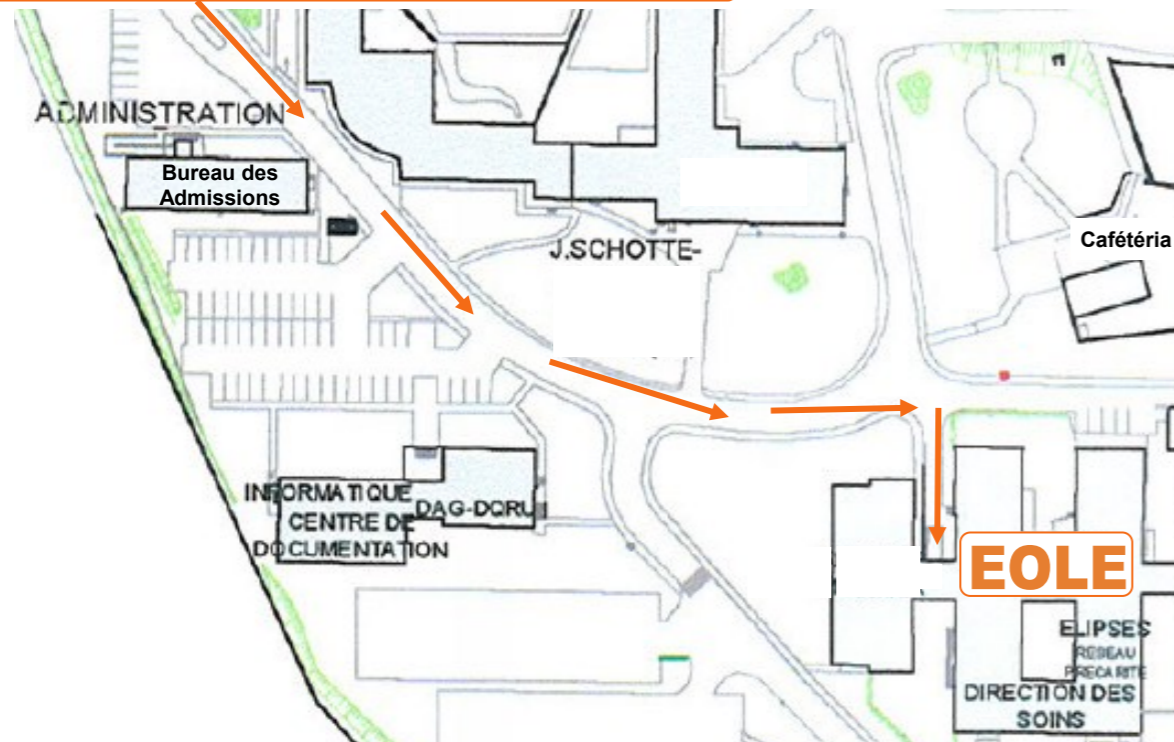 ADMINISTRATION
Bureau des
Admissions
J.SCHOTTE-
Cafétéria
INFORMATIQUE
CENTRE DE
DOCUMENTATION
DAG-DQRU
EOLE
ELIPSES
RESEAU
PRECARITE
DIRECTION DES
SOINS